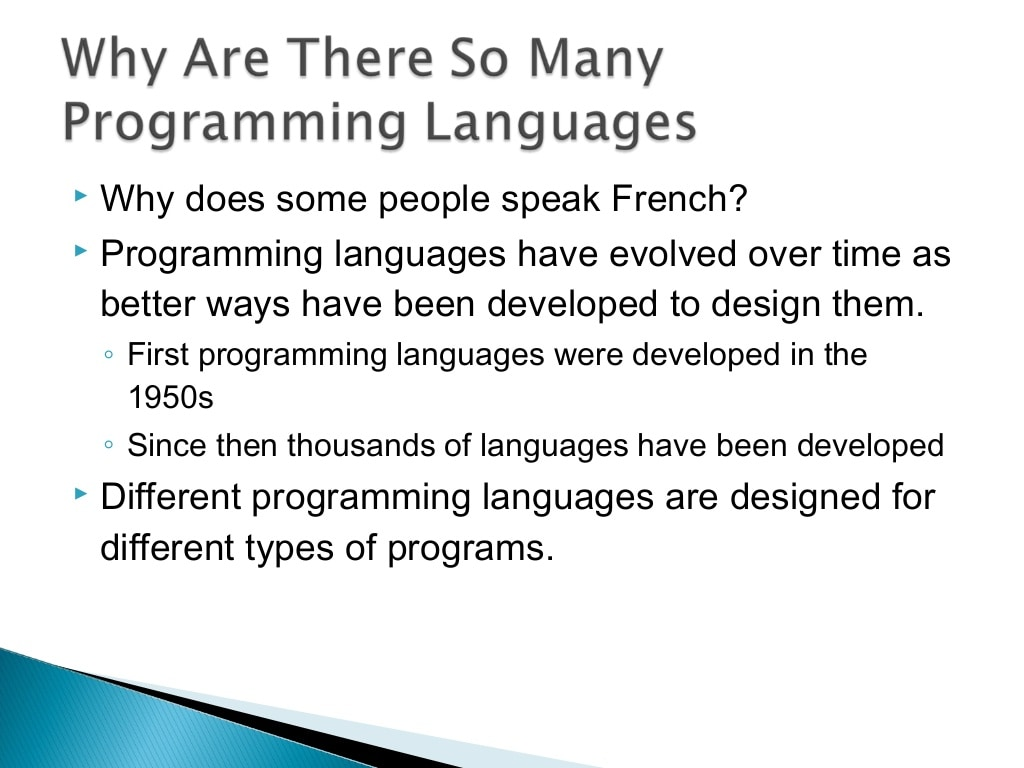 Why Are There So Many
Programming Languages
Why does some people speak French?
Programming languages have evolved over time as
better ways have been developed to design them.
First programming languages were developed in the
1950s
Since then thousands of languages have been developed
Different programming languages are designed for
different types of programs.